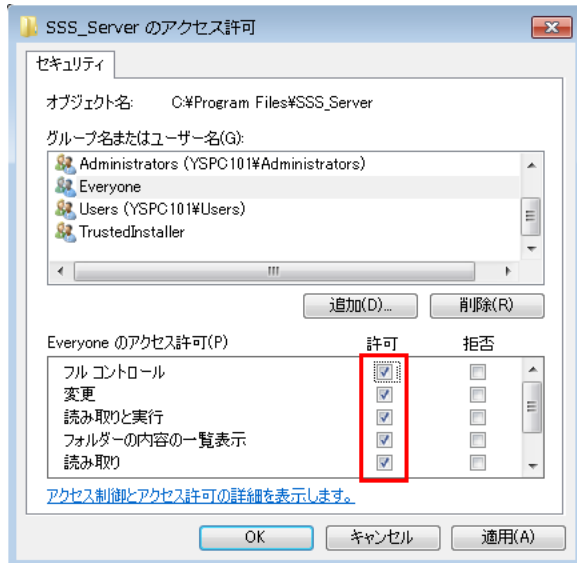 SSS_Server のアクセス許可
セキュリティ
オブジェクト名: C:¥Program Files¥SSS_Server
グループ名またはユーザー名(G):
Administrators (YSPC101¥Administrators)
Everyone
Users (YSPC101¥Users)
TrustedInstaller
追加(D)... 削除(R)
Everyone のアクセス許可(P) 許可 拒否
フル コントロール
変更
読み取りと実行
フォルダーの内容の一覧表示
読み取り
アクセス制御とアクセス許可の詳細を表示します。
OK キャンセル 適用(A)